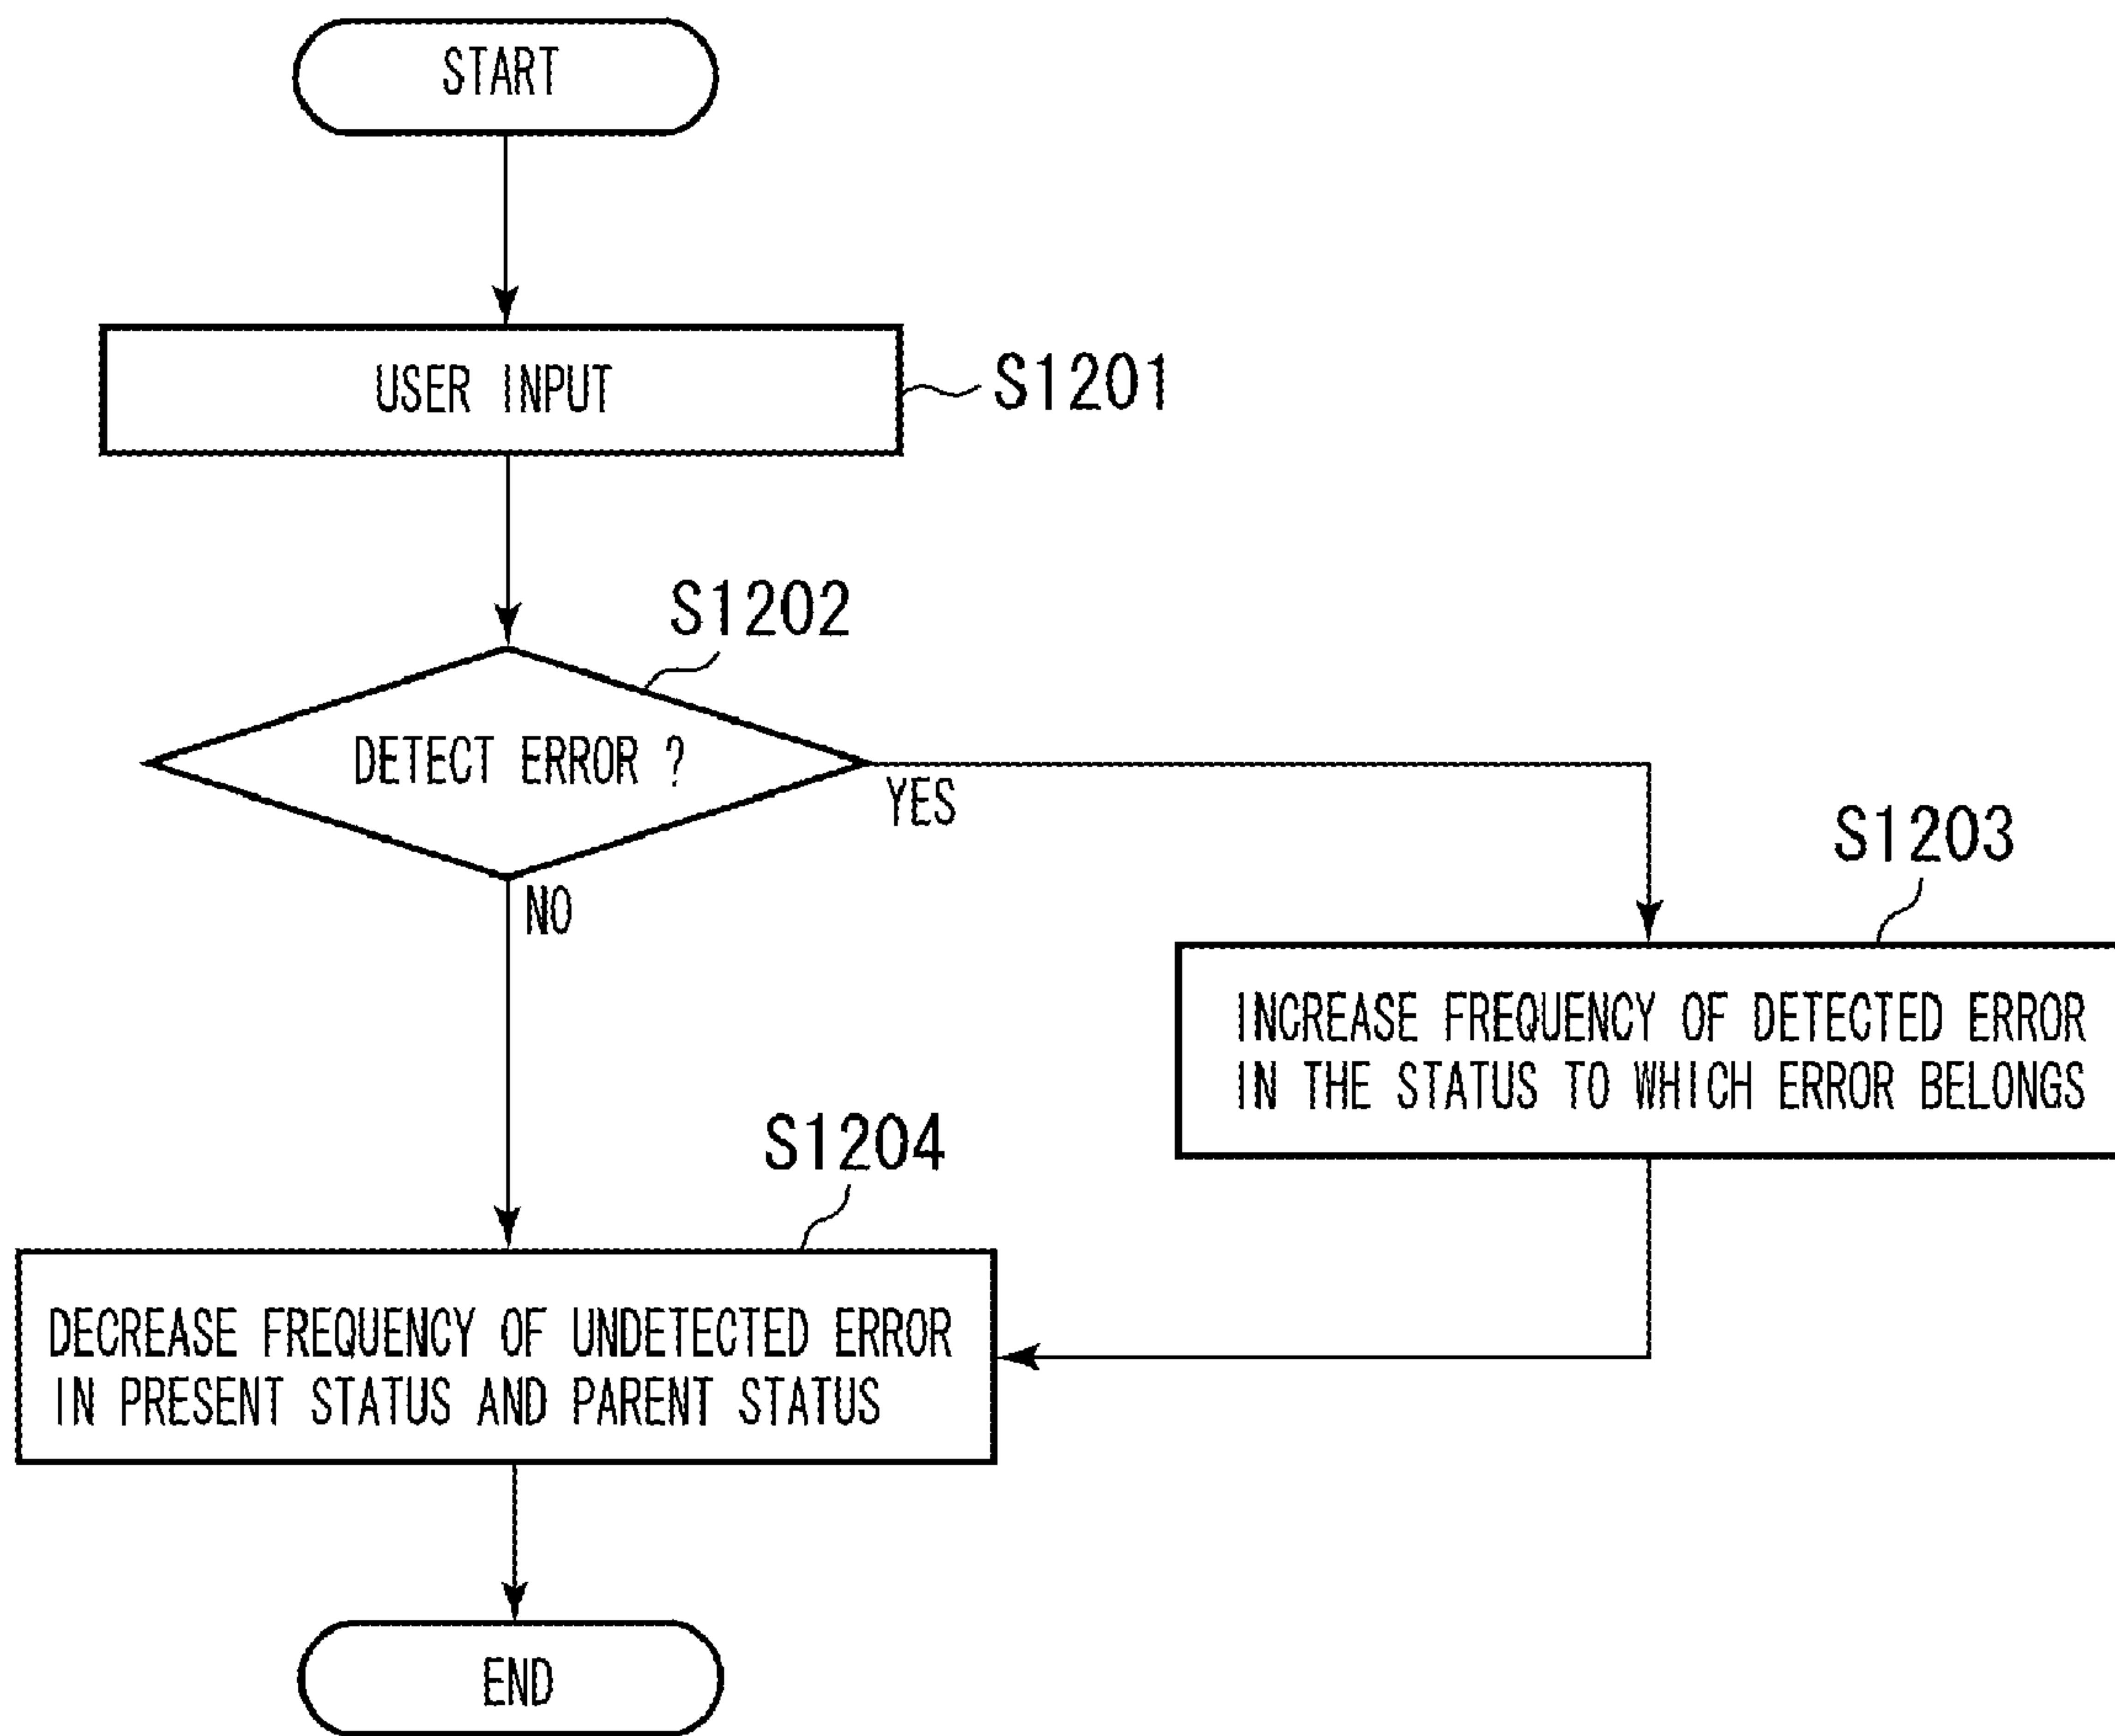 START
USER INPUT
S1201
S1202
DETECT ERROR ?
YES
NO
S1203
INCREASE FREQUENCY OF DETECTED ERROR
IN THE STATUS TO WHICH ERROR BELONGS
S1204
DECREASE FREQUENCY OF UNDETECTED ERROR
IN PRESENT STATUS AND PARENT STATUS
END